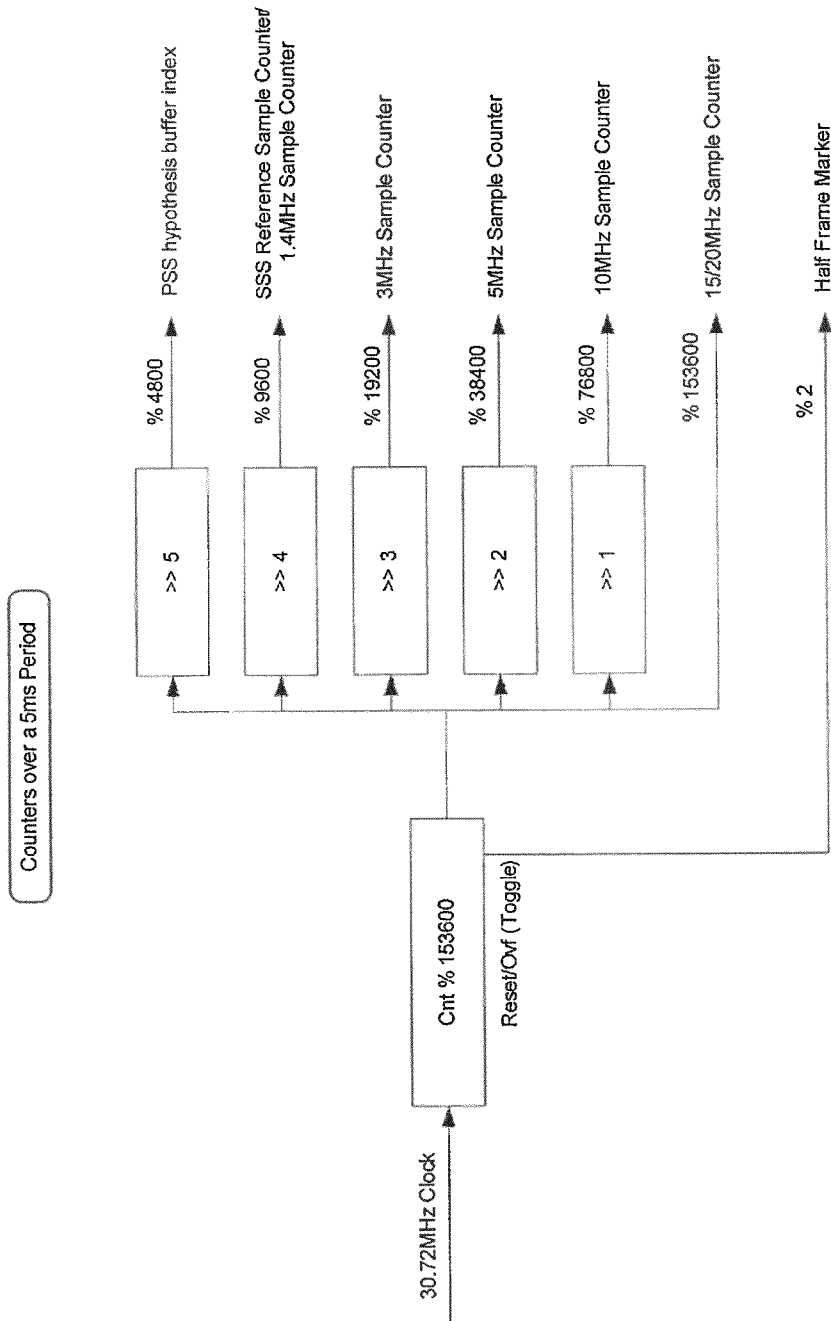 Counters over a 5ms Period
30.72MHz Clock
Cnt % 153600
Reset/Ovf (Toggle)
>> 5
% 4800
PSS hypothesis buffer index
>> 4
% 9600
SSS Reference Sample Counter/
1.4MHz Sample Counter
>> 3
% 19200
3MHz Sample Counter
>> 2
% 38400
5MHz Sample Counter
>> 1
% 76800
10MHz Sample Counter
% 153600
15/20MHz Sample Counter
% 2
Half Frame Marker